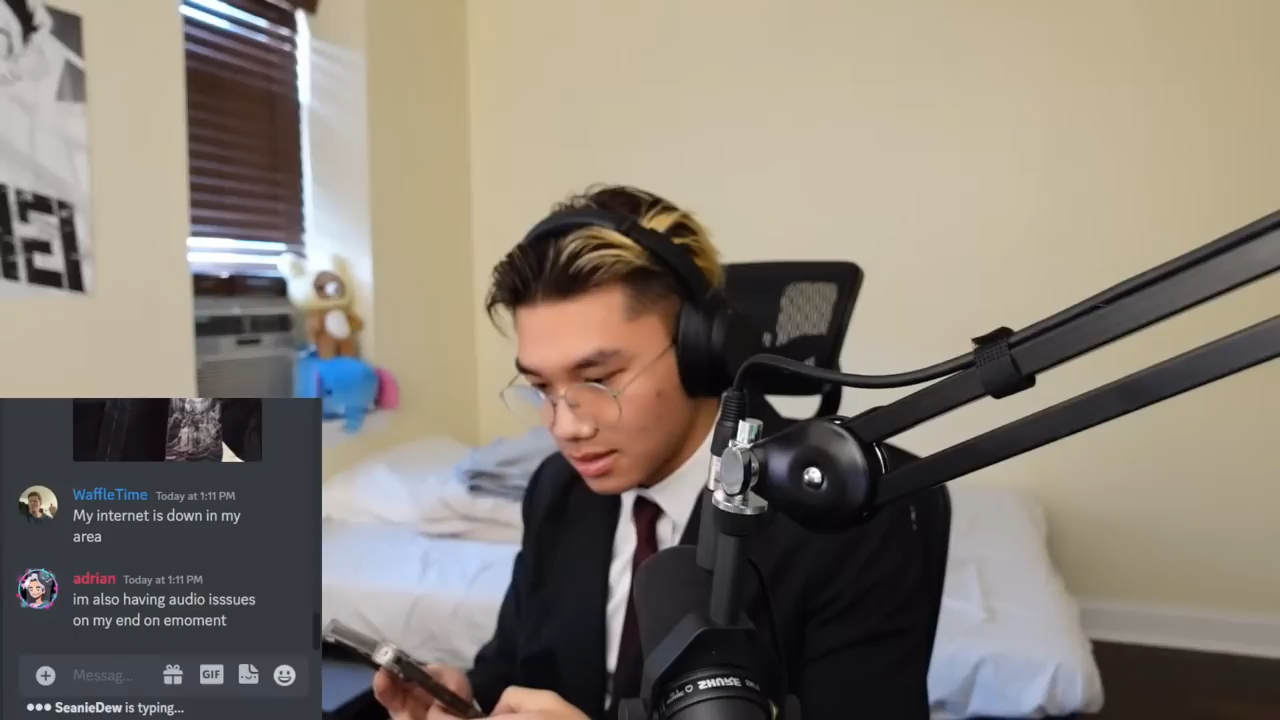 WaffleTime Today at 1:11 PM
My internet is down in my
area
adrian Today at 1:11 PM
im also having audio isssues
on my end on emoment
Messag...
GIF
SeanieDew is typing...
SHURE